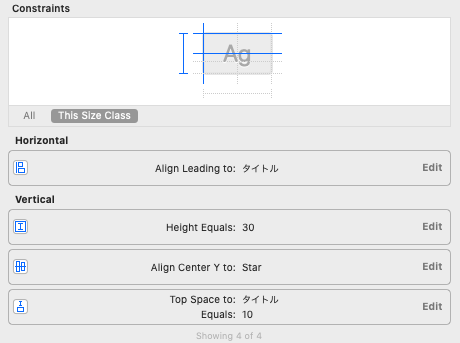 Constraints
Ag
All This Size Class
Horizontal
Align Leading to: タイトル Edit
Vertical
Height Equals: 30 Edit
Align Center Y to: Star Edit
Top Space to: タイトル
Equals: 10 Edit
Showing 4 of 4